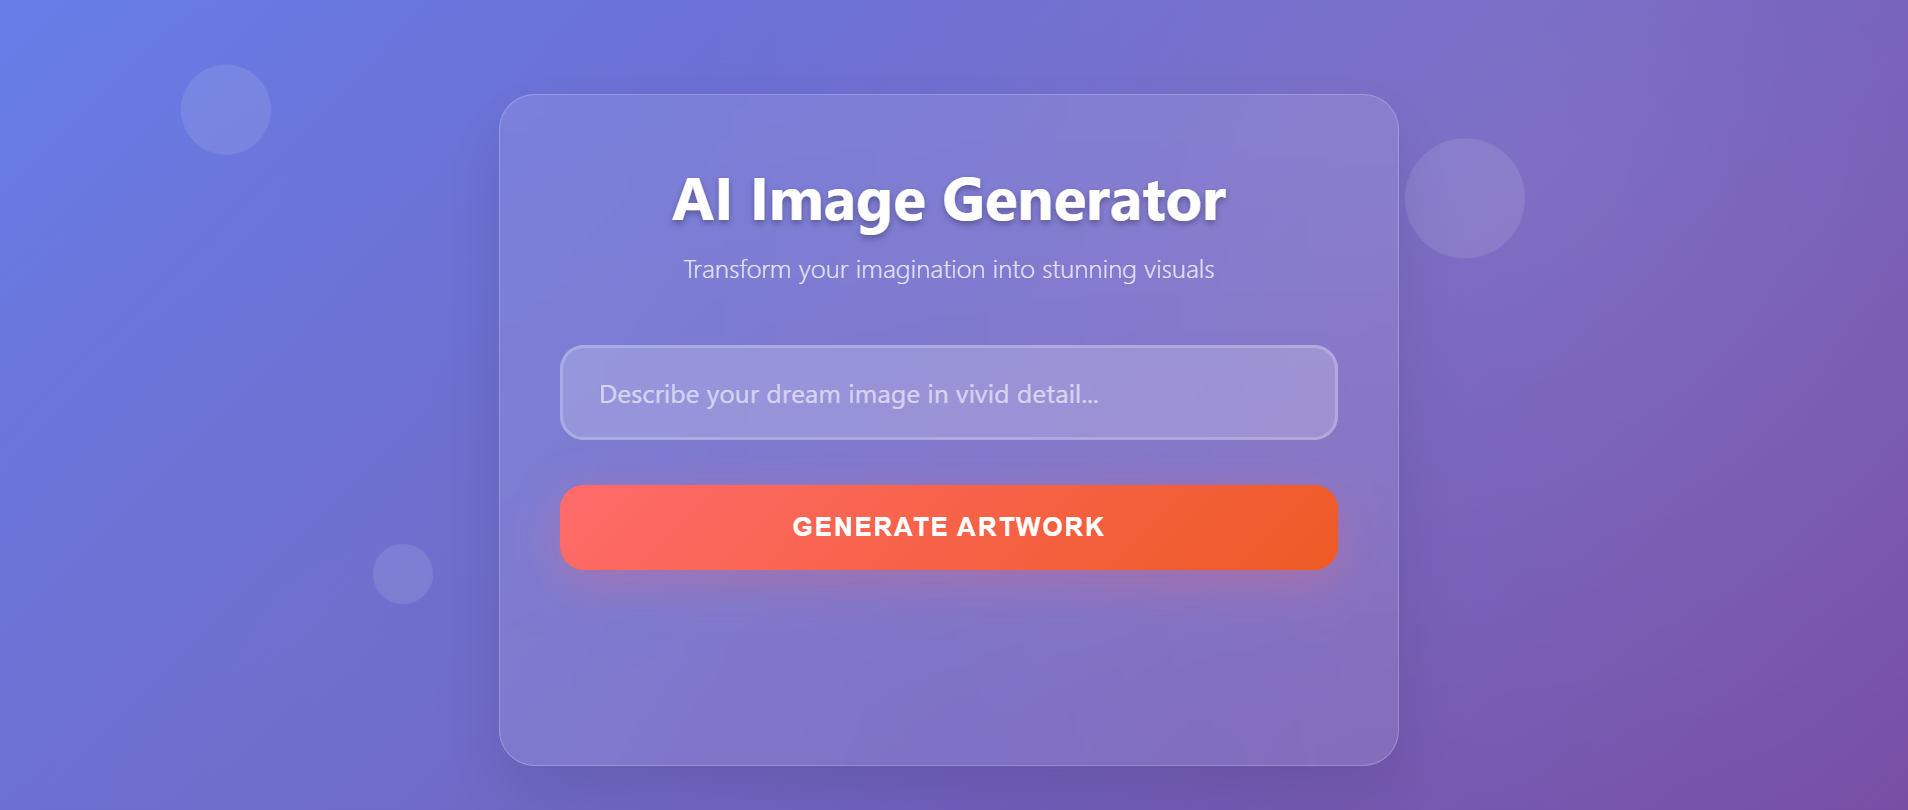 AI Image Generator
Transform your imagination into stunning visuals
Describe your dream image in vivid detail...
GENERATE ARTWORK